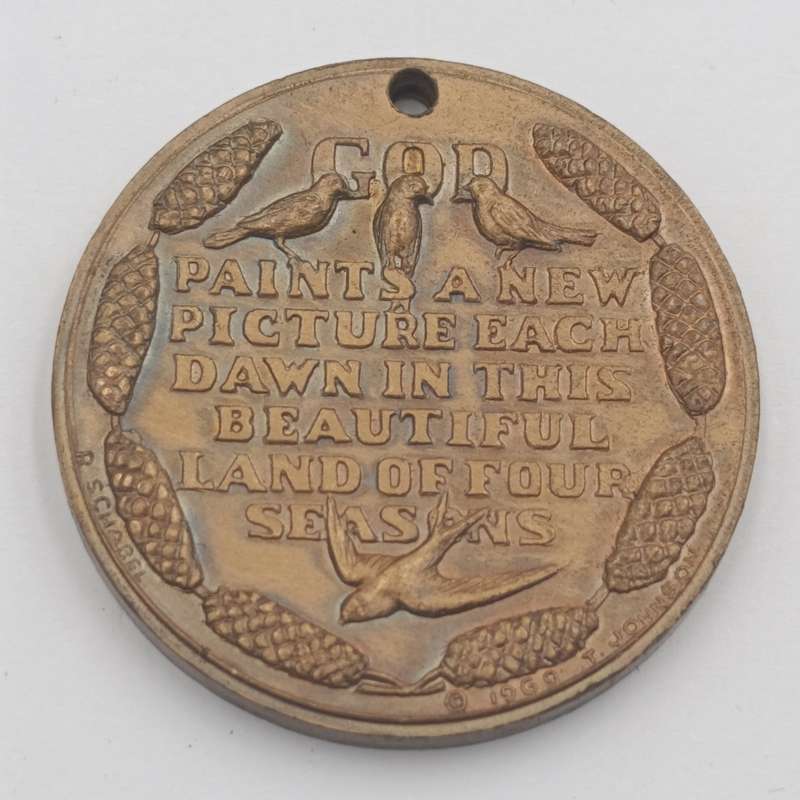 GOD
PAINTS A NEW
PICTURE EACH
DAWN IN THIS
BEAUTIFUL
LAND OF FOUR
SEASONS
R. SCHABEL
© 1969 T. JOHNSON